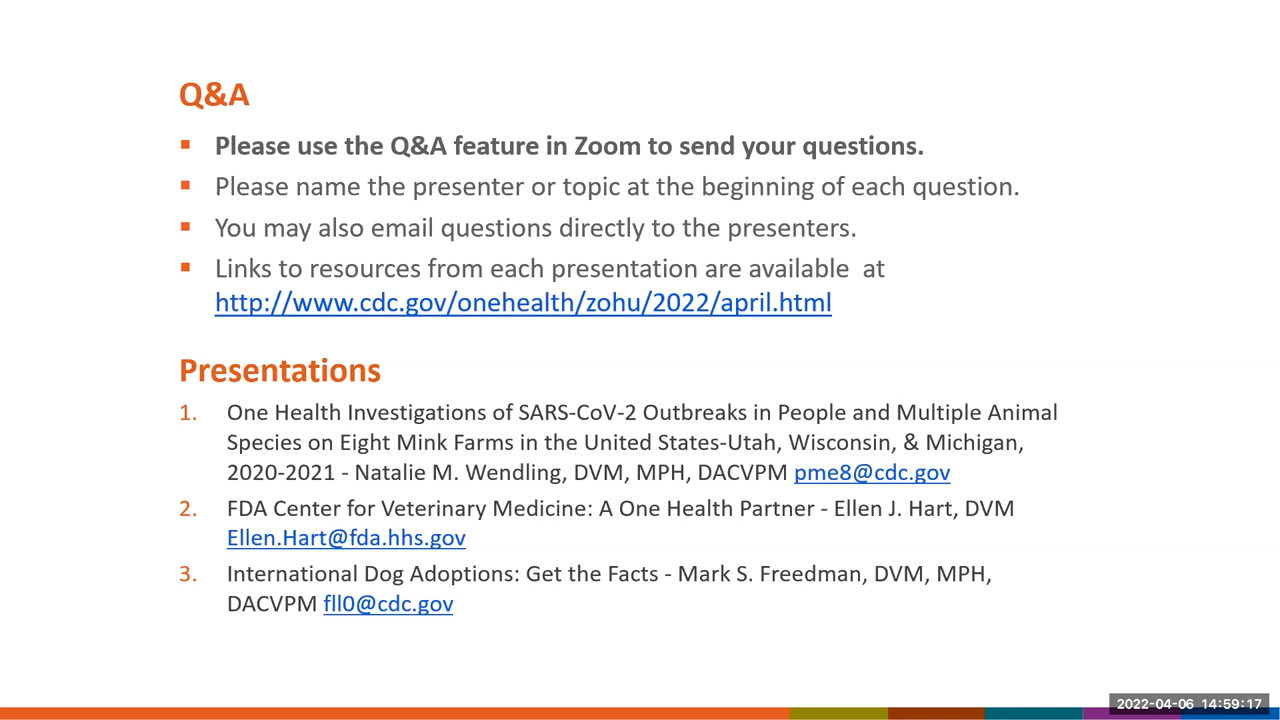 Q&A
▪ Please use the Q&A feature in Zoom to send your questions.
▪ Please name the presenter or topic at the beginning of each question.
▪ You may also email questions directly to the presenters.
▪ Links to resources from each presentation are available  at
http://www.cdc.gov/onehealth/zohu/2022/april.html
Presentations
1. One Health Investigations of SARS-CoV-2 Outbreaks in People and Multiple Animal
Species on Eight Mink Farms in the United States-Utah, Wisconsin, & Michigan,
2020-2021 - Natalie M. Wendling, DVM, MPH, DACVPM pme8@cdc.gov
2. FDA Center for Veterinary Medicine: A One Health Partner - Ellen J. Hart, DVM
Ellen.Hart@fda.hhs.gov
3. International Dog Adoptions: Get the Facts - Mark S. Freedman, DVM, MPH,
DACVPM fll0@cdc.gov
2022-04-06 14:59:17